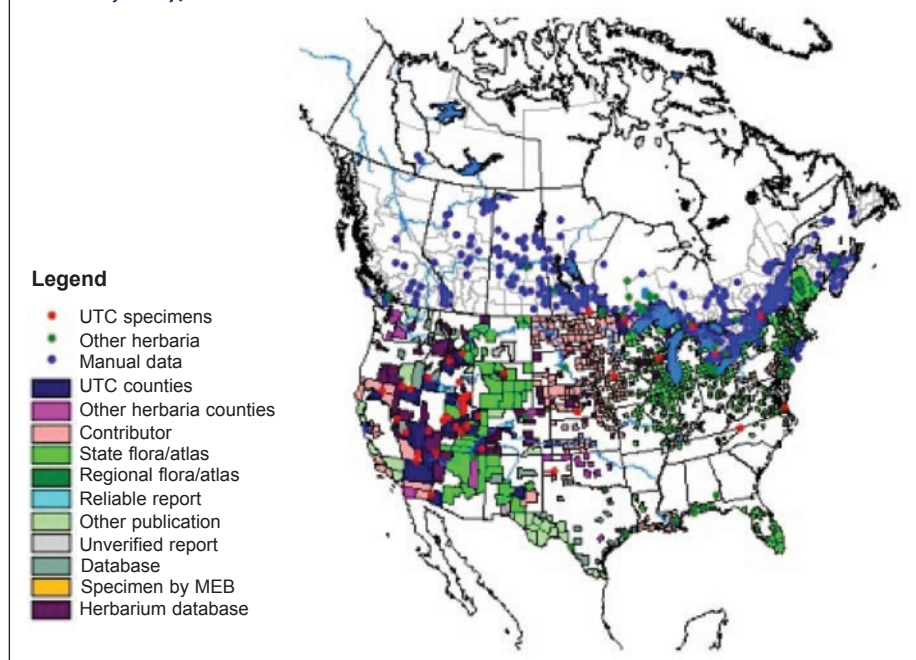 Legend
UTC specimens
Other herbaria
Manual data
UTC counties
Other herbaria counties
Contributor
State flora/atlas
Regional flora/atlas
Reliable report
Other publication
Unverified report
Database
Specimen by MEB
Herbarium database